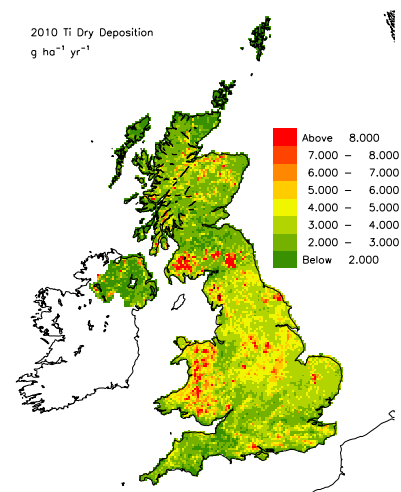 2010 Ti Dry Deposition
g ha⁻¹ yr⁻¹
Above 8.000
7.000 – 8.000
6.000 – 7.000
5.000 – 6.000
4.000 – 5.000
3.000 – 4.000
2.000 – 3.000
Below 2.000